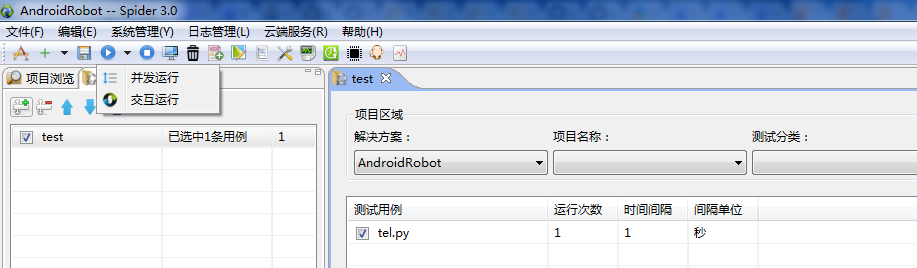 AndroidRobot -- Spider 3.0
文件(F) 编辑(E) 系统管理(Y) 日志管理(L) 云端服务(R) 帮助(H)
项目浏览
test
并发运行
交互运行
test 已选中1条用例 1
项目区域
解决方案： 项目名称： 测试分类：
AndroidRobot
测试用例 运行次数 时间间隔 间隔单位
tel.py 1 1 秒